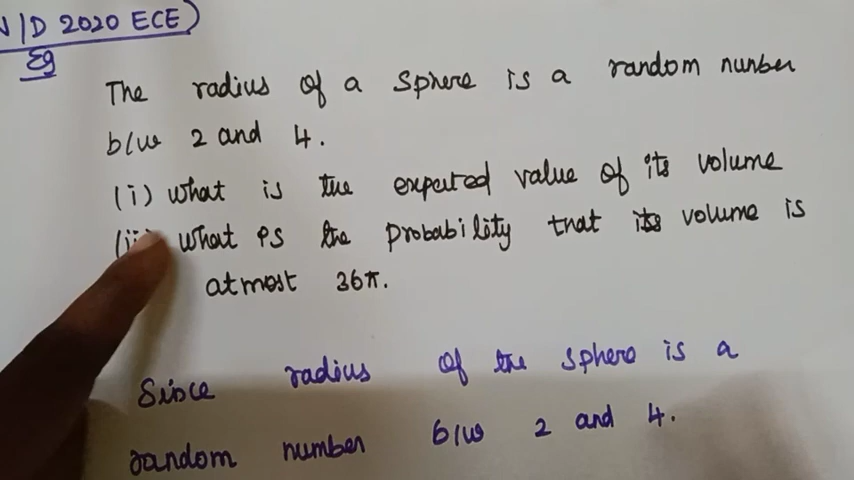 N/D 2020 ECE)
Eg
The radius of a sphere is a random nunber
b/w 2 and 4.
(i) what is the expected value of its volume
(ii) what is the probability that its volume is
atmost 36π.
Since radius of the sphere is a
random number b/w 2 and 4.